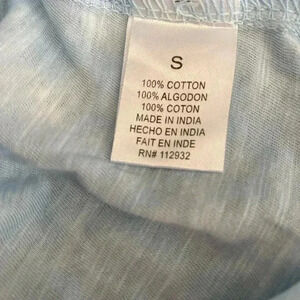 S
100% COTTON
100% ALGODON
100% COTON
MADE IN INDIA
HECHO EN INDIA
FAIT EN INDE
RN# 112932